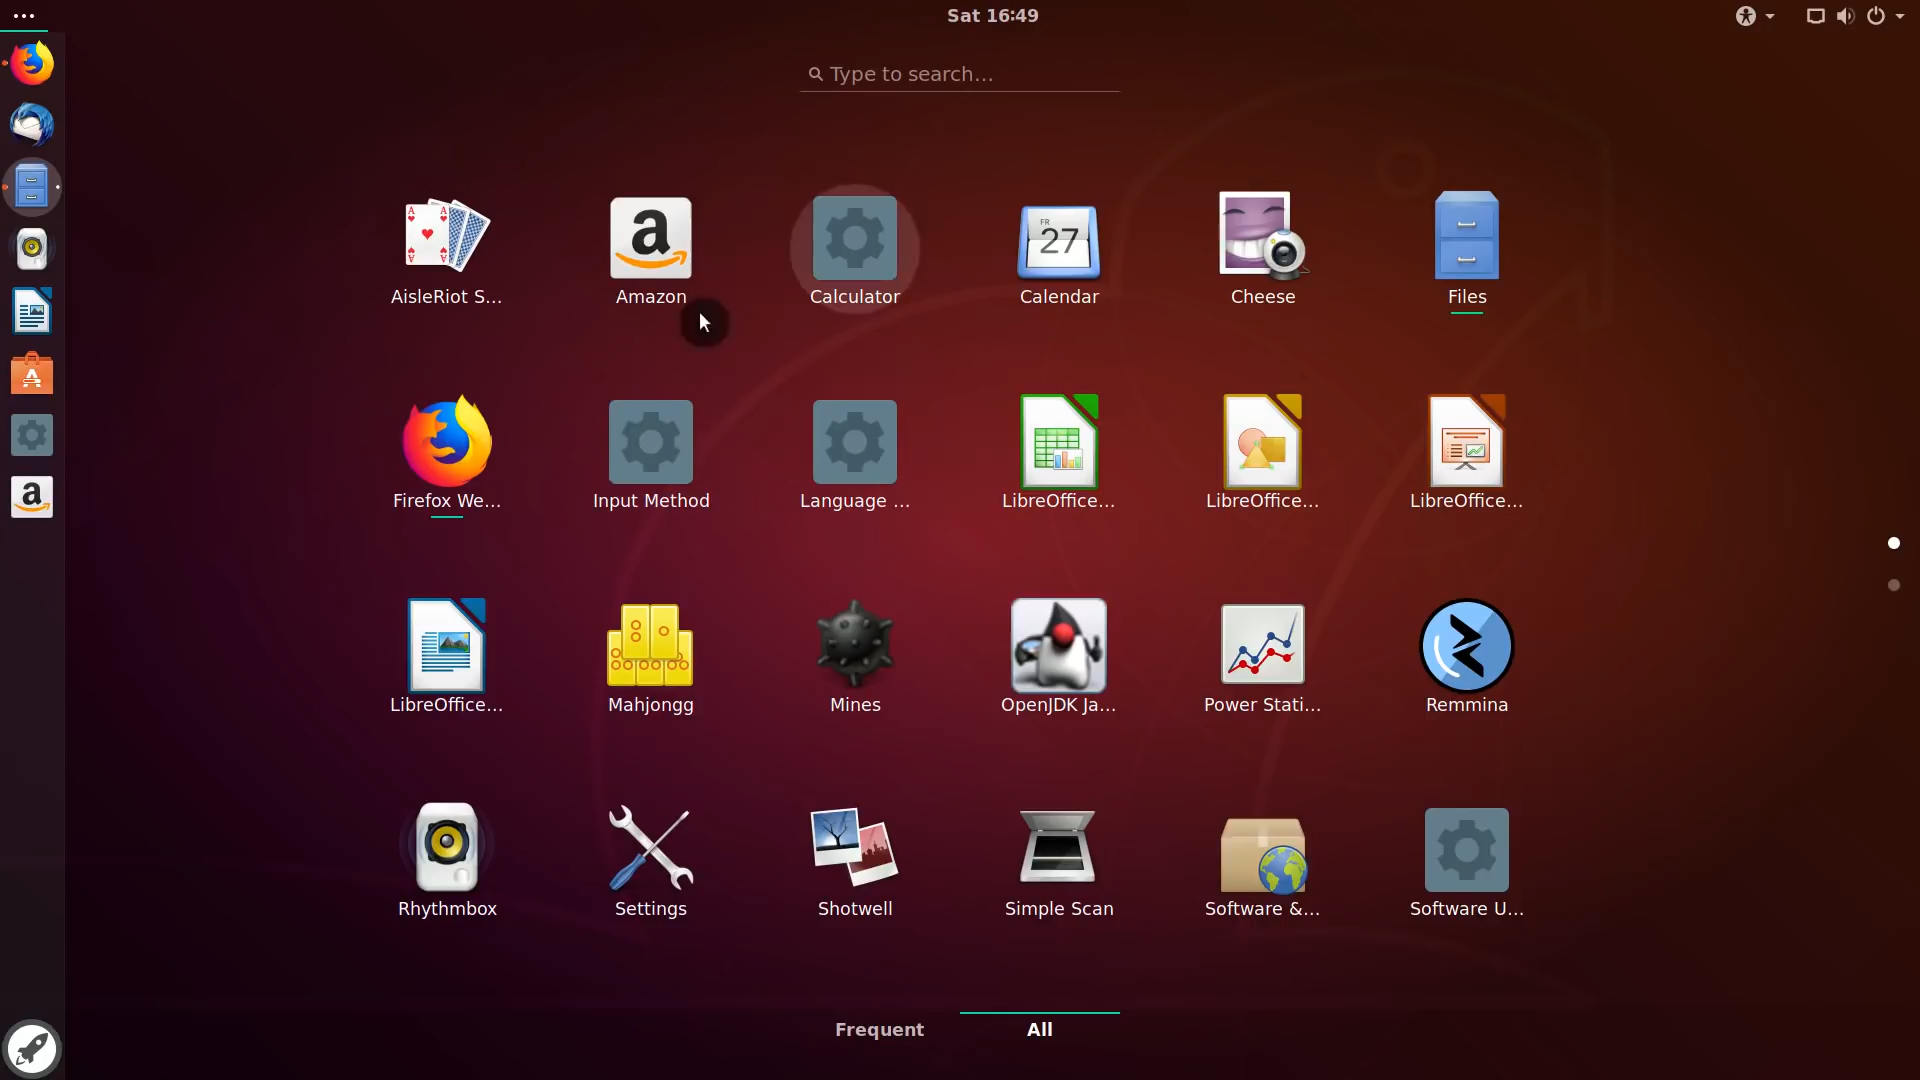 Sat 16:49
Type to search...
AisleRiot S...
Amazon
Calculator
FR
27
Calendar
Cheese
Files
Firefox We...
Input Method
Language ...
LibreOffice...
LibreOffice...
LibreOffice...
LibreOffice...
Mahjongg
Mines
OpenJDK Ja...
Power Stati...
Remmina
Rhythmbox
Settings
Shotwell
Simple Scan
Software &...
Software U...
Frequent
All